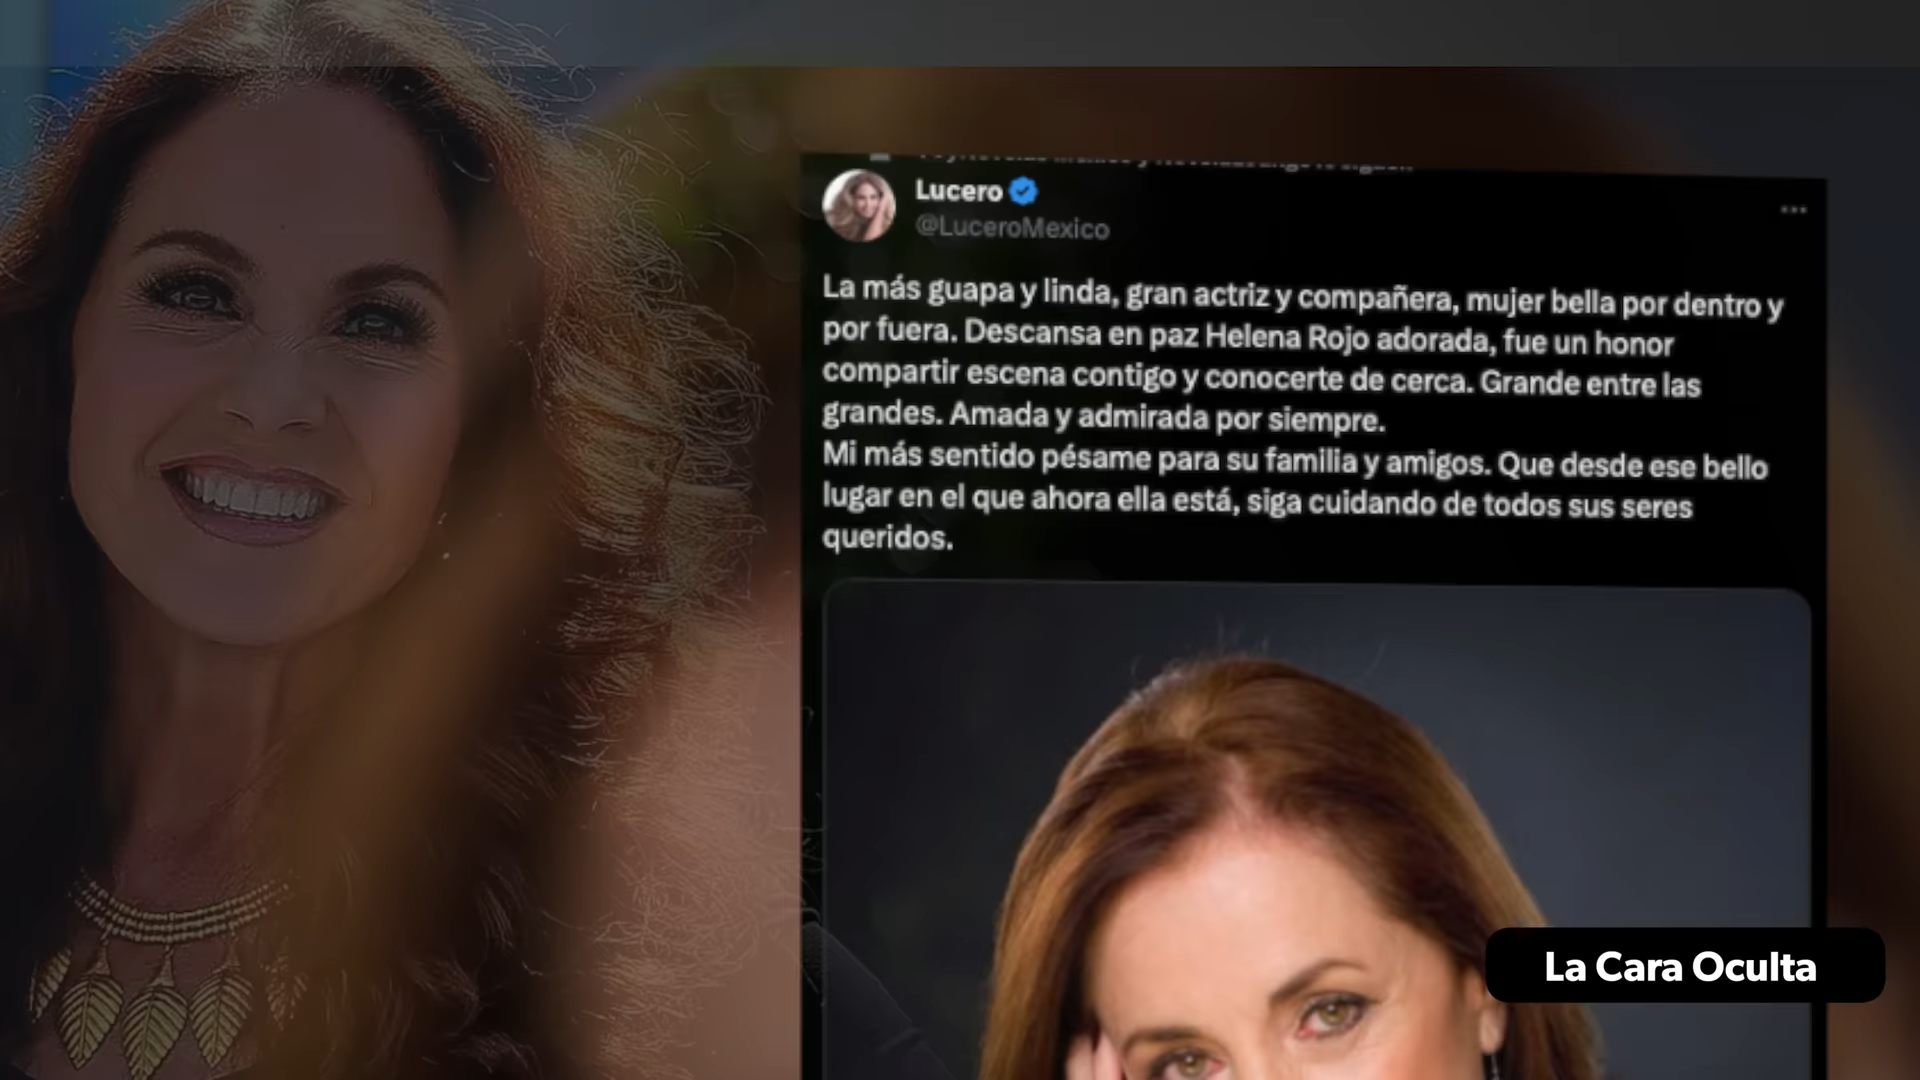 Lucero
@LuceroMexico
La más guapa y linda, gran actriz y compañera, mujer bella por dentro y
por fuera. Descansa en paz Helena Rojo adorada, fue un honor
compartir escena contigo y conocerte de cerca. Grande entre las
grandes. Amada y admirada por siempre.
Mi más sentido pésame para su familia y amigos. Que desde ese bello
lugar en el que ahora ella está, siga cuidando de todos sus seres
queridos.
La Cara Oculta